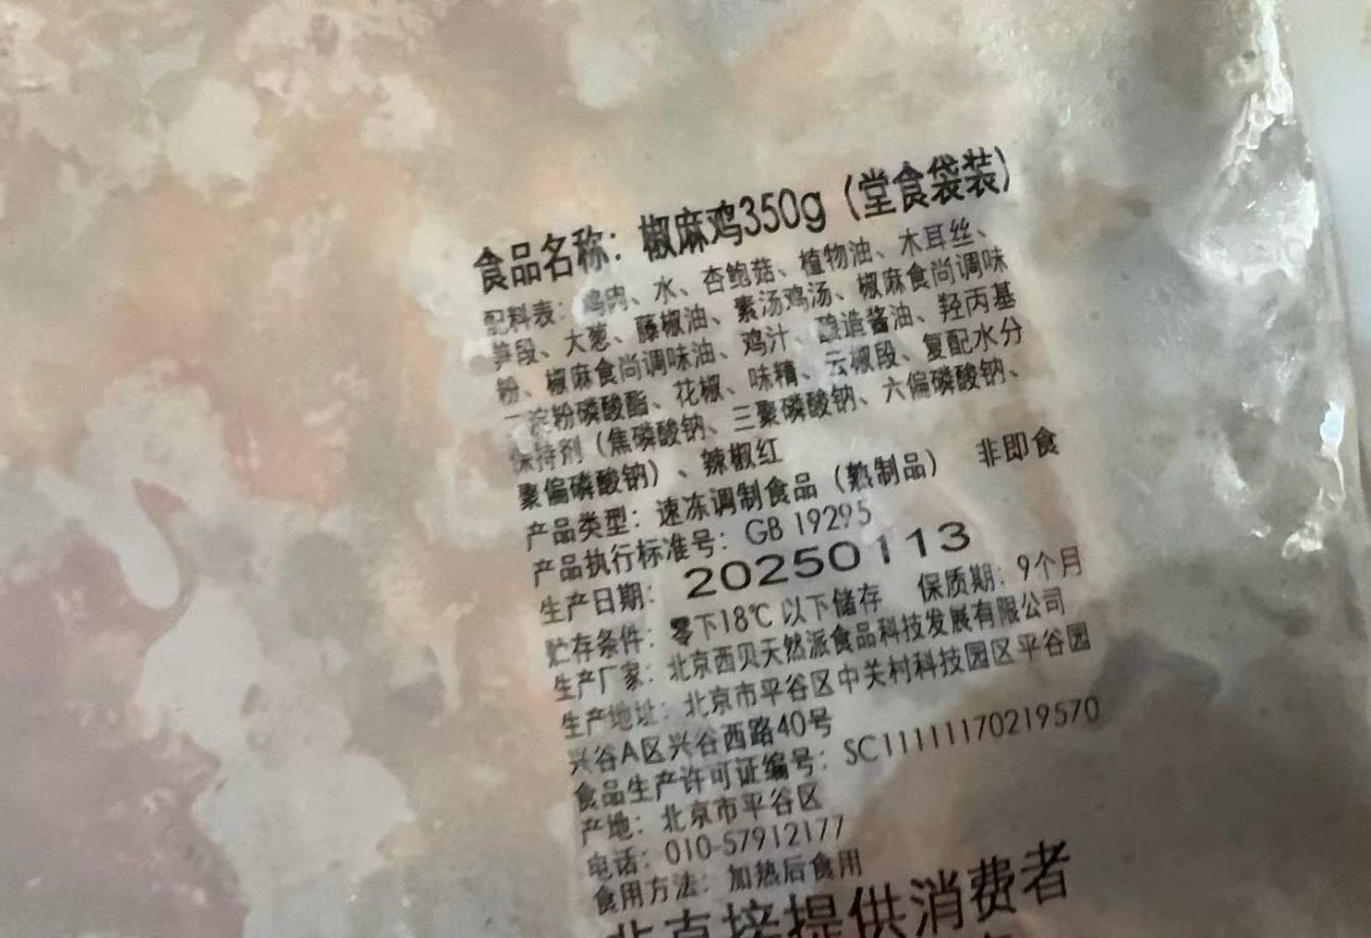 食品名称：椒麻鸡350g（堂食袋装）
配料表：鸡肉、水、杏鲍菇、植物油、木耳丝、
笋段、大葱、藤椒油、素汤鸡汤、椒麻食尚调味
粉、椒麻食尚调味油、鸡汁、酿造酱油、羟丙基
二淀粉磷酸酯、花椒、味精、云椒段、复配水分
保持剂（焦磷酸钠、三聚磷酸钠、六偏磷酸钠、
聚偏磷酸钠）、辣椒红
产品类型：速冻调制食品（熟制品） 非即食
产品执行标准号：GB 19295
生产日期：20250113
贮存条件：零下18℃以下储存 保质期：9个月
生产厂家：北京西贝天然派食品科技发展有限公司
生产地址：北京市平谷区中关村科技园区平谷园
兴谷A区兴谷西路40号
食品生产许可证编号：SC11111170219570
产地：北京市平谷区
电话：010-57912177
食用方法：加热后食用
非直接提供消费者